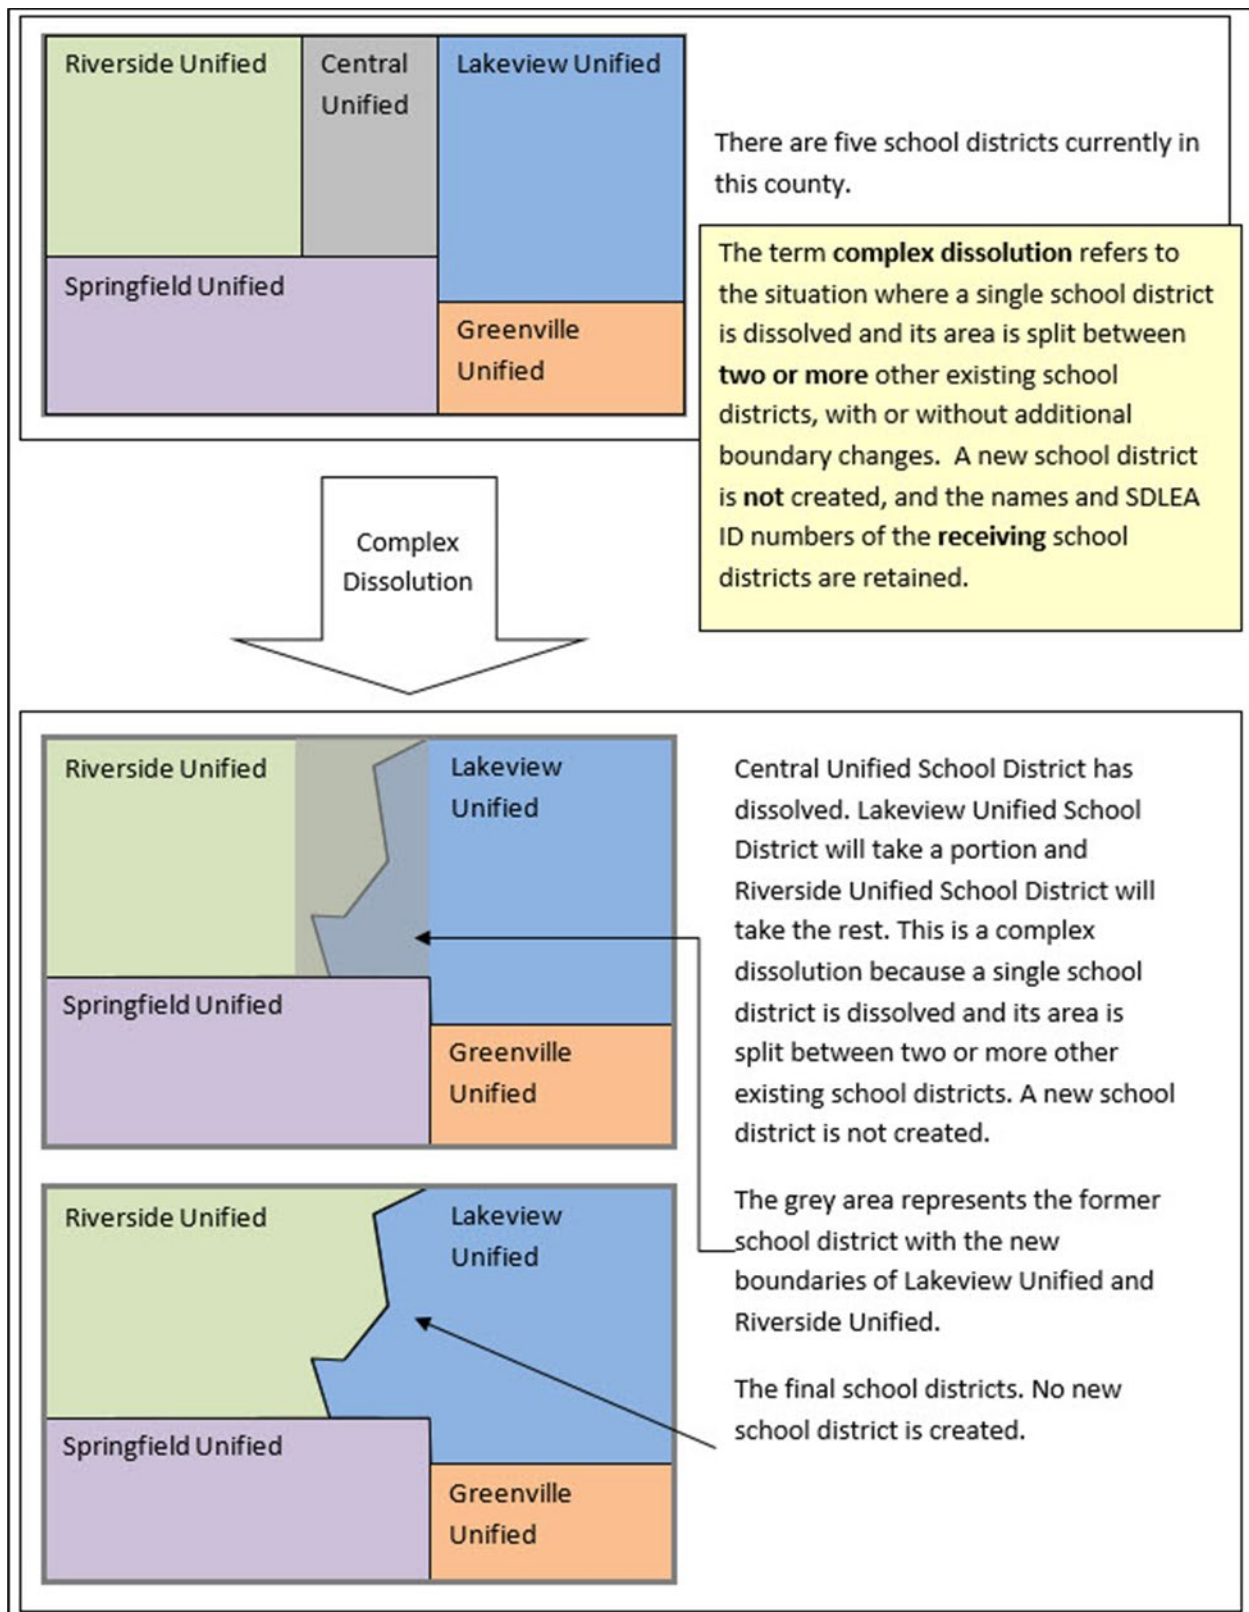 Riverside Unified
Central
Unified
Lakeview Unified
Springfield Unified
Greenville
Unified
There are five school districts currently in
this county.
The term complex dissolution refers to
the situation where a single school district
is dissolved and its area is split between
two or more other existing school
districts, with or without additional
boundary changes.  A new school district
is not created, and the names and SDLEA
ID numbers of the receiving school
districts are retained.
Complex
Dissolution
Riverside Unified
Lakeview
Unified
Springfield Unified
Greenville
Unified
Central Unified School District has
dissolved. Lakeview Unified School
District will take a portion and
Riverside Unified School District will
take the rest. This is a complex
dissolution because a single school
district is dissolved and its area is
split between two or more other
existing school districts. A new school
district is not created.
The grey area represents the former
school district with the new
boundaries of Lakeview Unified and
Riverside Unified.
Riverside Unified
Lakeview
Unified
Springfield Unified
Greenville
Unified
The final school districts. No new
school district is created.